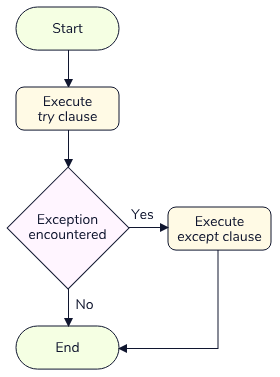 Start
Execute
try clause
Exception
encountered
Yes
Execute
except clause
No
End